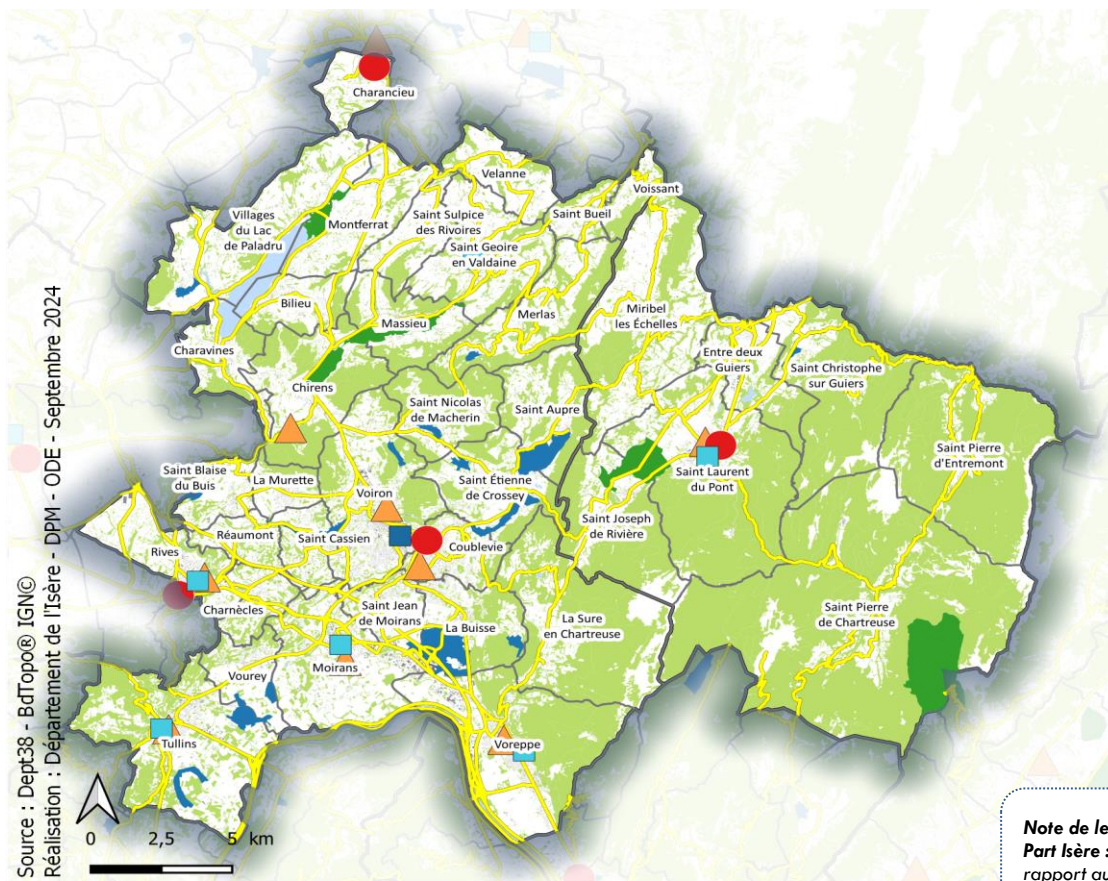 Charancieu
Velanne
Voissant
Villages
du Lac
de Paladru
Montferrat
Saint Sulpice
des Rivoires
Saint Bueil
Saint Geoire
en Valdaine
Bilieu
Massieu
Merlas
Miribel
les Échelles
Charavines
Chirens
Entre deux
Guiers
Saint Christophe
sur Guiers
Saint Nicolas
de Macherin
Saint Aupre
Saint Pierre
d'Entremont
Saint Blaise
du Buis
La Murette
Voiron
Saint Étienne
de Crossey
Saint Laurent
du Pont
Saint Joseph
de Rivière
Rives
Réaumont
Saint Cassien
Coublevie
Charnècles
Saint Jean
de Moirans
La Buisse
La Sure
en Chartreuse
Saint Pierre
de Chartreuse
Vourey
Moirans
Tullins
Voreppe
Source : Dept38 - BdTopo® IGN©
Réalisation : Département de l'Isère - DPM - ODE - Septembre 2024
0 2,5 5 km
Note de le
Part Isère :
rapport au